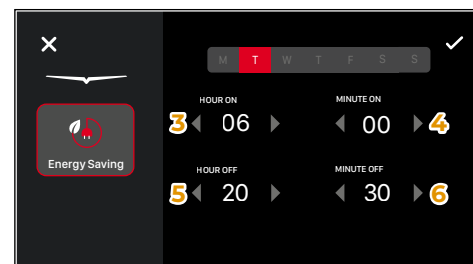 M T W T F S S
HOUR ON MINUTE ON
3 06 00 4
Energy Saving
HOUR OFF MINUTE OFF
5 20 30 6